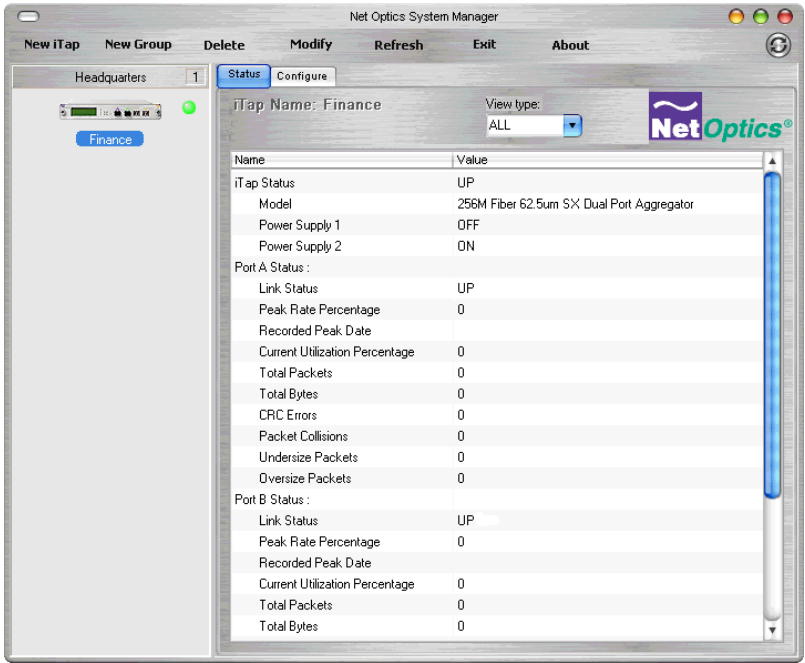 Net Optics System Manager
New iTap New Group Delete Modify Refresh Exit About
Headquarters 1
Finance
Status Configure
iTap Name: Finance
View type:
ALL
NetOptics®
Name Value
iTap Status UP
Model 256M Fiber 62.5um SX Dual Port Aggregator
Power Supply 1 OFF
Power Supply 2 ON
Port A Status :
Link Status UP
Peak Rate Percentage 0
Recorded Peak Date
Current Utilization Percentage 0
Total Packets 0
Total Bytes 0
CRC Errors 0
Packet Collisions 0
Undersize Packets 0
Oversize Packets 0
Port B Status :
Link Status UP
Peak Rate Percentage 0
Recorded Peak Date
Current Utilization Percentage 0
Total Packets 0
Total Bytes 0